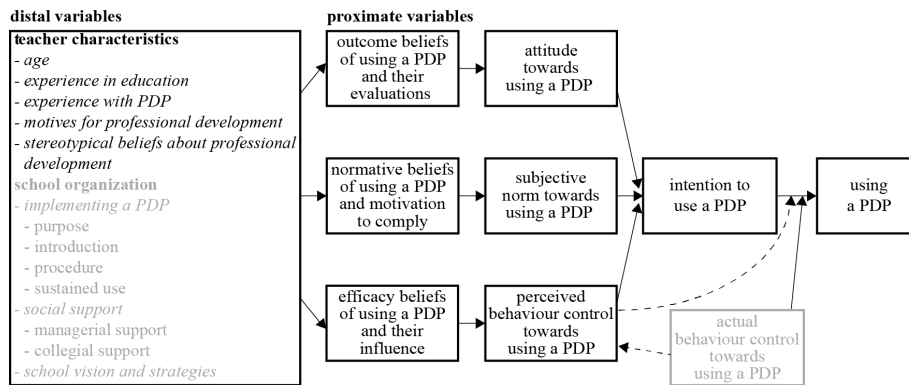 distal variables
proximate variables
teacher characteristics
- age
- experience in education
- experience with PDP
- motives for professional development
- stereotypical beliefs about professional
development
school organization
- implementing a PDP
- purpose
- introduction
- procedure
- sustained use
- social support
- managerial support
- collegial support
- school vision and strategies
outcome beliefs
of using a PDP
and their
evaluations
attitude
towards
using a PDP
normative beliefs
of using a PDP
and motivation
to comply
subjective
norm towards
using a PDP
intention to
use a PDP
using
a PDP
efficacy beliefs
of using a PDP
and their
influence
perceived
behaviour control
towards
using a PDP
actual
behaviour control
towards
using a PDP